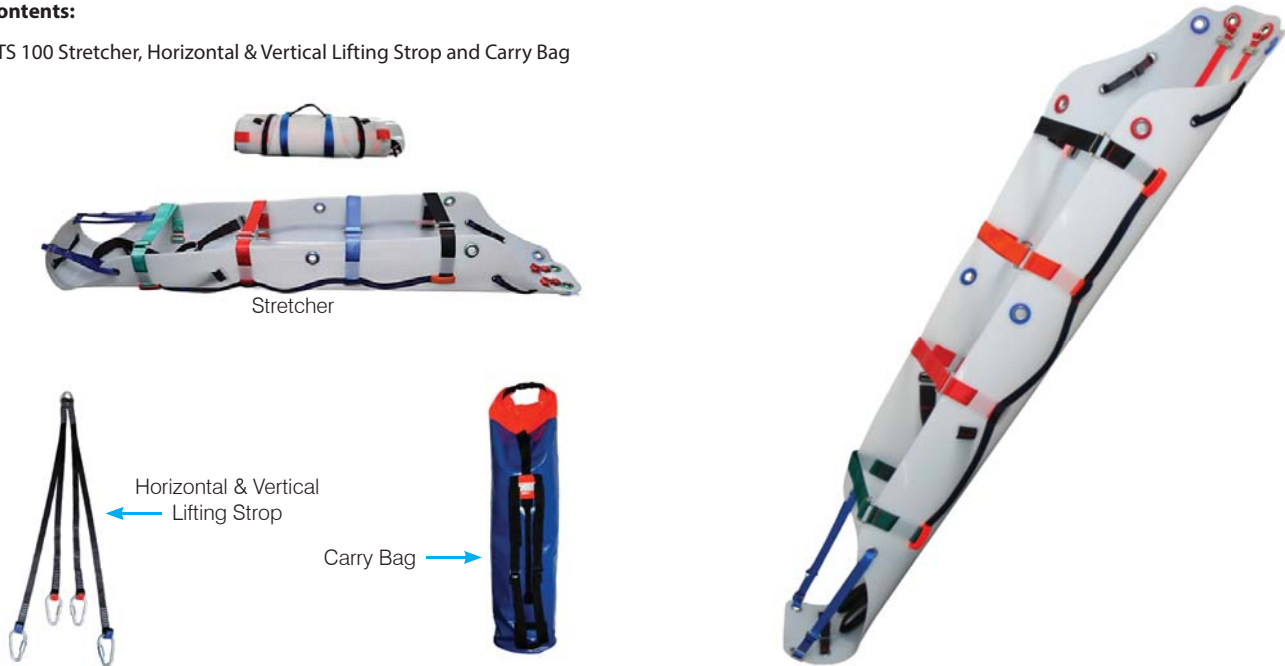 ontents:
TS 100 Stretcher, Horizontal & Vertical Lifting Strop and Carry Bag
Stretcher
Horizontal & Vertical
Lifting Strop
Carry Bag